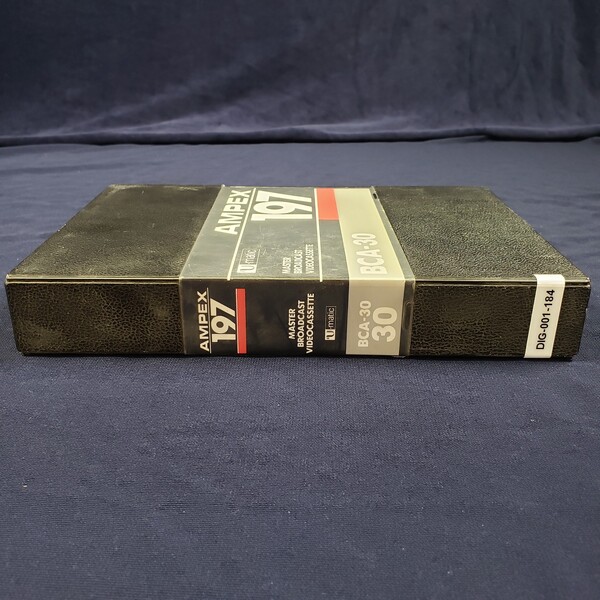 AMPEX
197
U-matic
MASTER
BROADCAST
VIDEOCASSETTE
BCA-30
AMPEX
197
MASTER
BROADCAST
VIDEOCASSETTE
U-matic
BCA-30
30
DIG-001-184